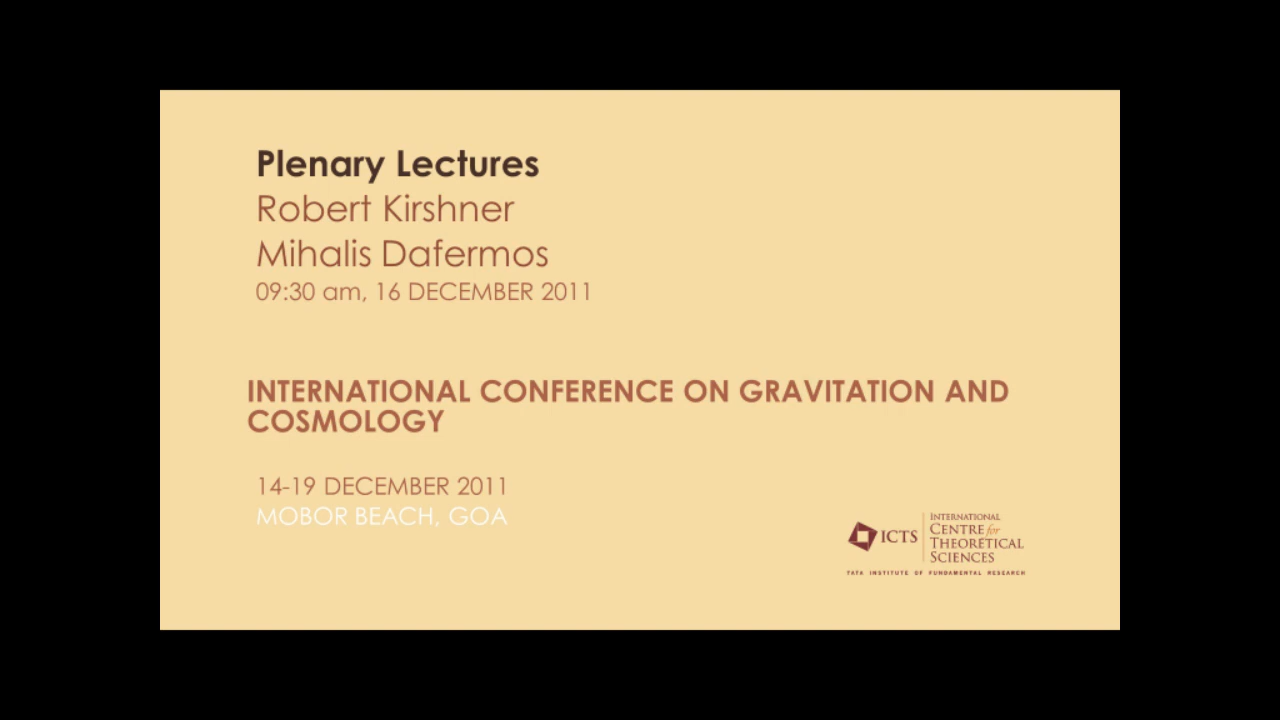 Plenary Lectures
Robert Kirshner
Mihalis Dafermos
09:30 am, 16 DECEMBER 2011
INTERNATIONAL CONFERENCE ON GRAVITATION AND
COSMOLOGY
14-19 DECEMBER 2011
MOBOR BEACH, GOA
ICTS
INTERNATIONAL
CENTRE for
THEORETICAL
SCIENCES
TATA INSTITUTE OF FUNDAMENTAL RESEARCH